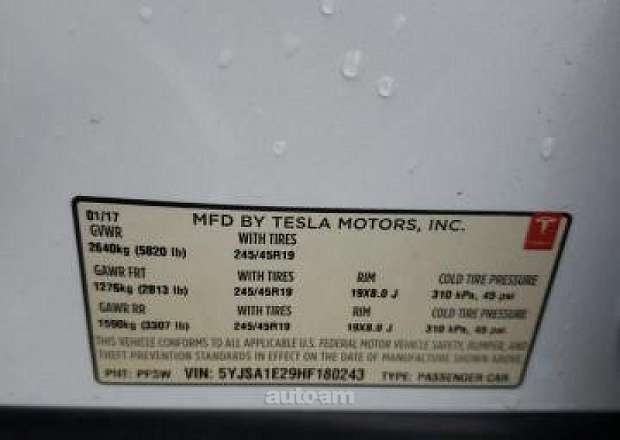 01/17 MFD BY TESLA MOTORS, INC.
GVWR WITH TIRES
2640kg (5820 lb) 245/45R19
GAWR FRT WITH TIRES RIM COLD TIRE PRESSURE
1276kg (2813 lb) 245/45R19 19X8.0 J 310 kPa, 45 psi
GAWR RR WITH TIRES RIM COLD TIRE PRESSURE
1500kg (3307 lb) 245/45R19 19X8.0 J 310 kPa, 45 psi
THIS VEHICLE CONFORMS TO ALL APPLICABLE U.S. FEDERAL MOTOR VEHICLE SAFETY, BUMPER, AND
THEFT PREVENTION STANDARDS IN EFFECT ON THE DATE OF MANUFACTURE SHOWN ABOVE.
PNT: PPSW VIN: 5YJSA1E29HF180243 TYPE: PASSENGER CAR
autoam